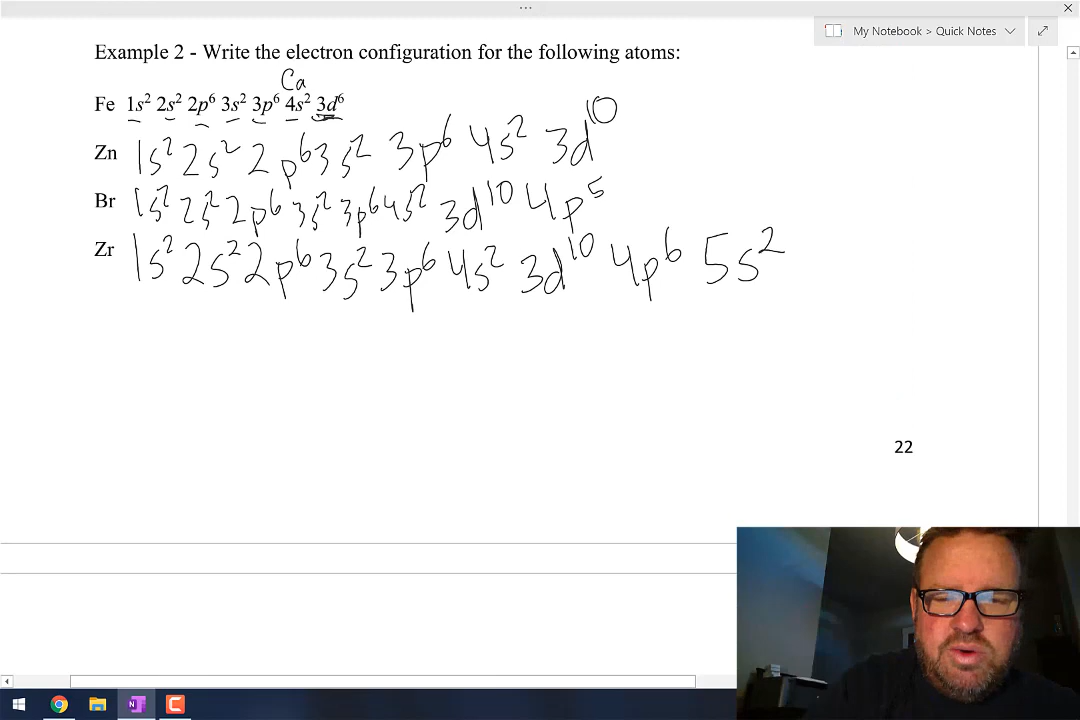 My Notebook > Quick Notes
Example 2 - Write the electron configuration for the following atoms:
Ca
Fe 1s² 2s² 2p⁶ 3s² 3p⁶ 4s² 3d⁶
Zn 1s² 2s² 2p⁶ 3s² 3p⁶ 4s² 3d¹⁰
Br 1s² 2s² 2p⁶ 3s² 3p⁶ 4s² 3d¹⁰ 4p⁵
Zr 1s² 2s² 2p⁶ 3s² 3p⁶ 4s² 3d¹⁰ 4p⁶ 5s²
22